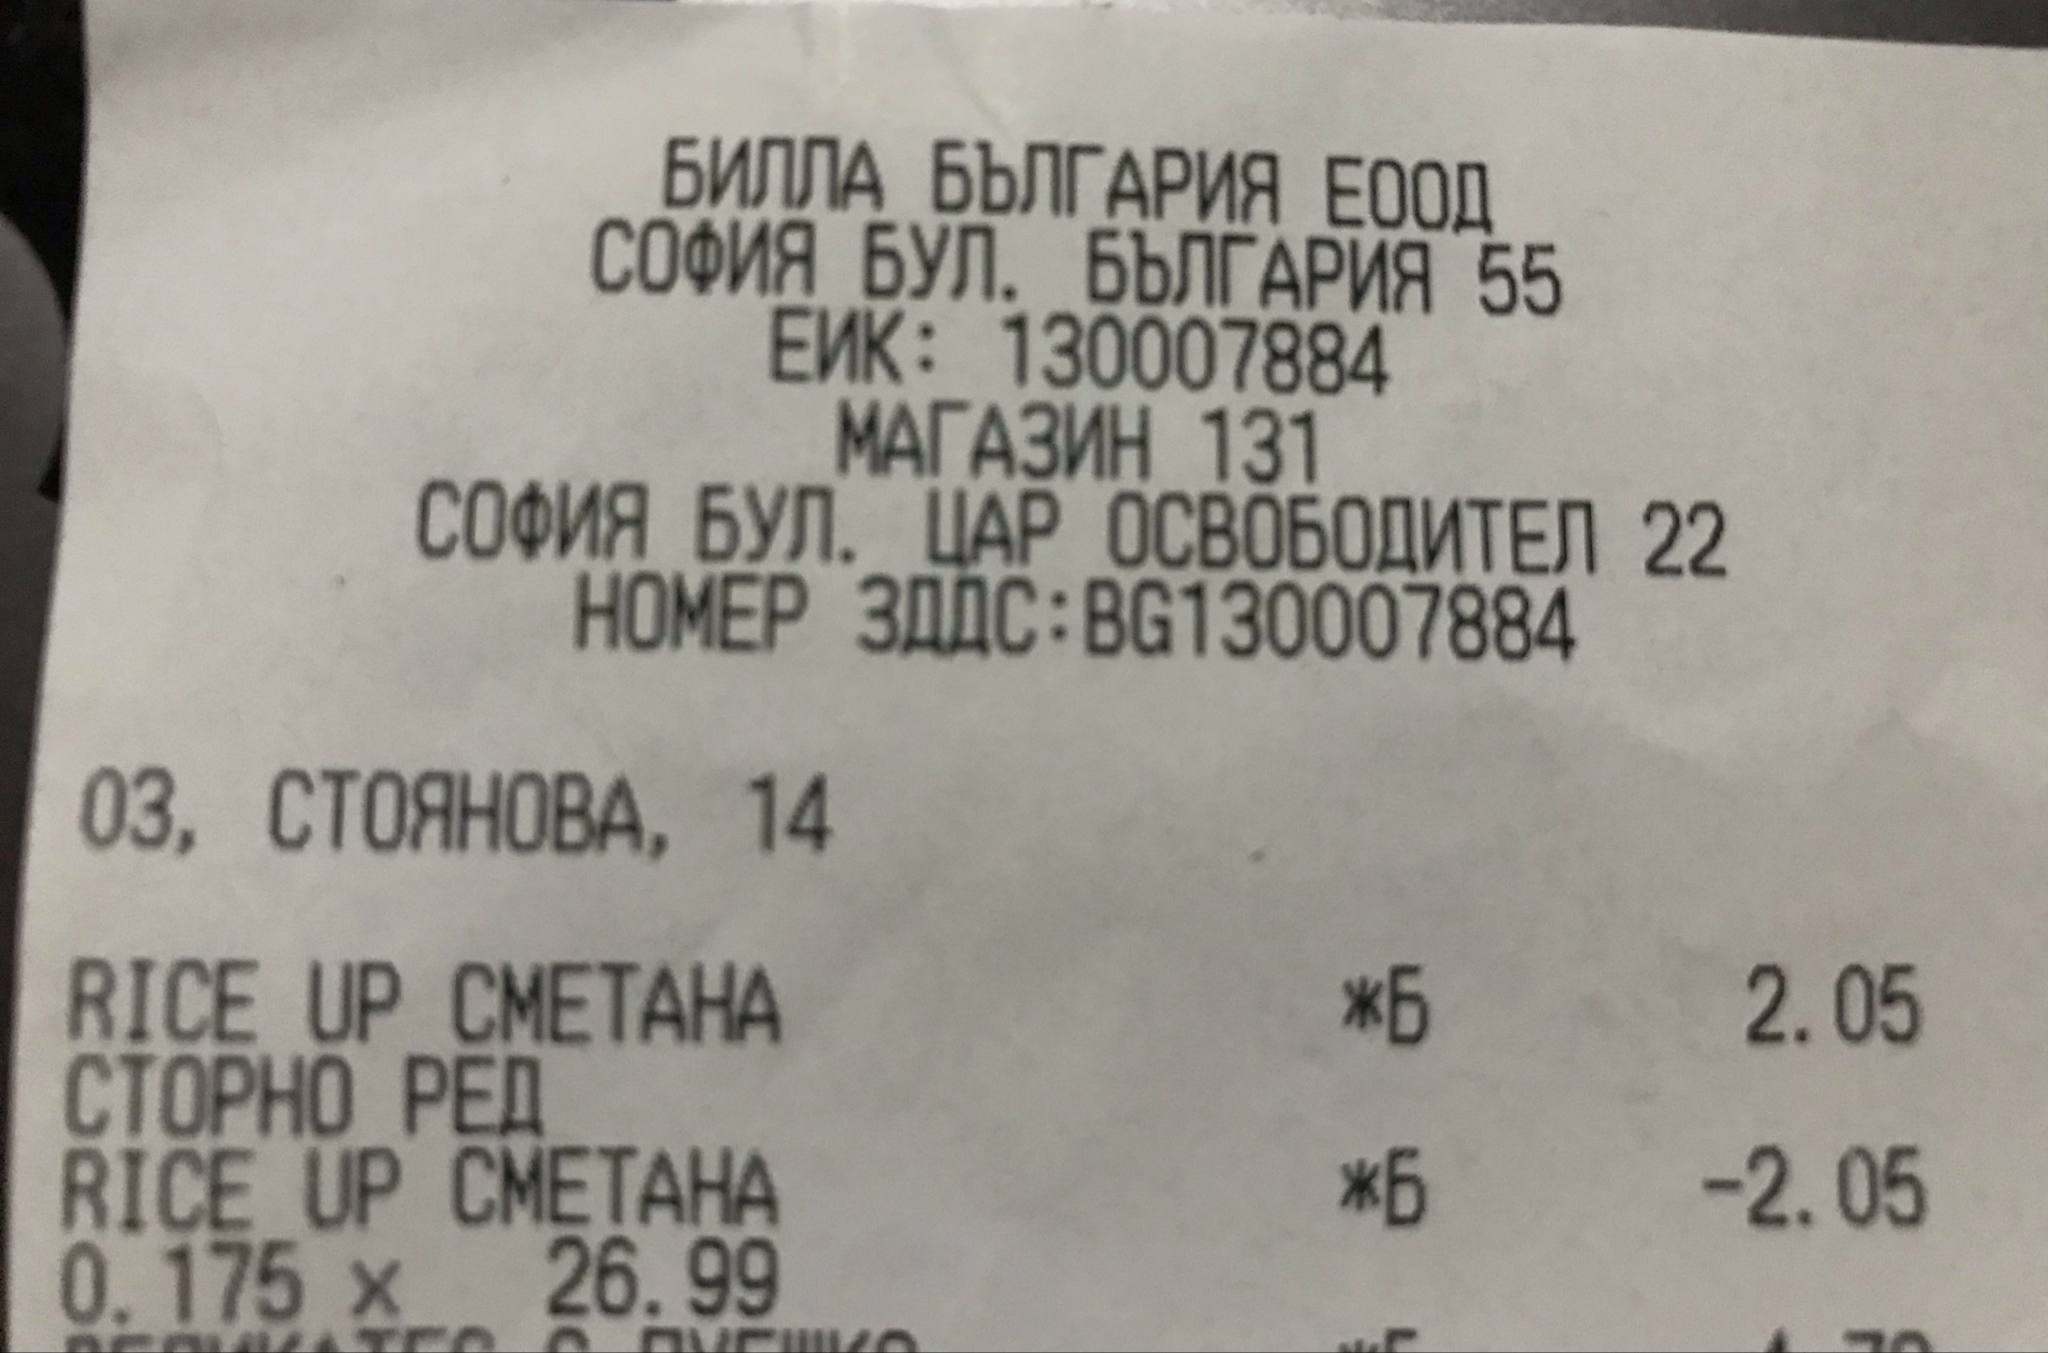 БИЛЛА БЪЛГАРИЯ ЕООД
СОФИЯ БУЛ. БЪЛГАРИЯ 55
ЕИК: 130007884
МАГАЗИН 131
СОФИЯ БУЛ. ЦАР ОСВОБОДИТЕЛ 22
НОМЕР ЗДДС:BG130007884
03, СТОЯНОВА, 14
RICE UP СМЕТАНА *Б 2.05
СТОРНО РЕД
RICE UP СМЕТАНА *Б -2.05
0.175 x 26.99